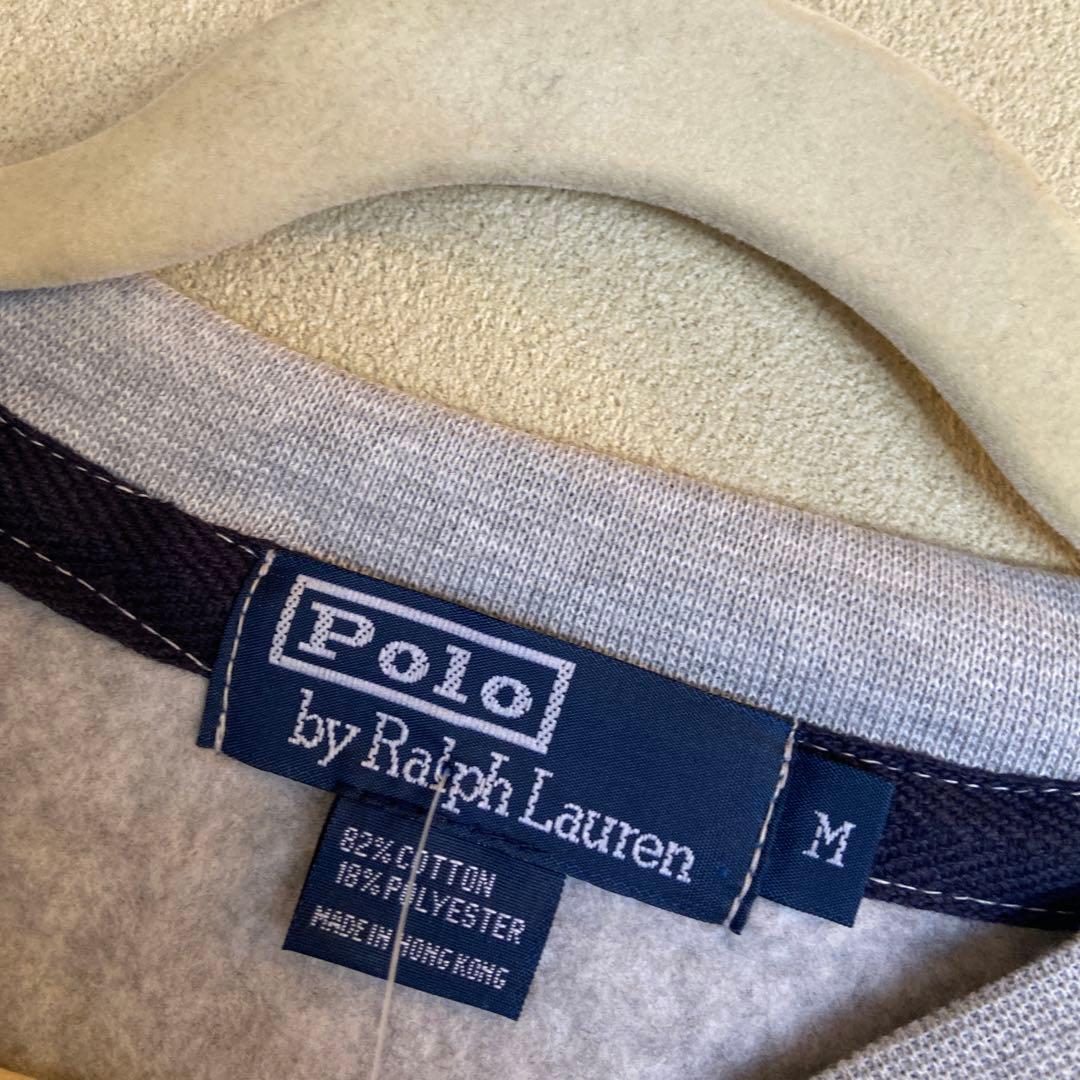 Polo
by Ralph Lauren
M
82% COTTON
18% POLYESTER
MADE IN HONG KONG